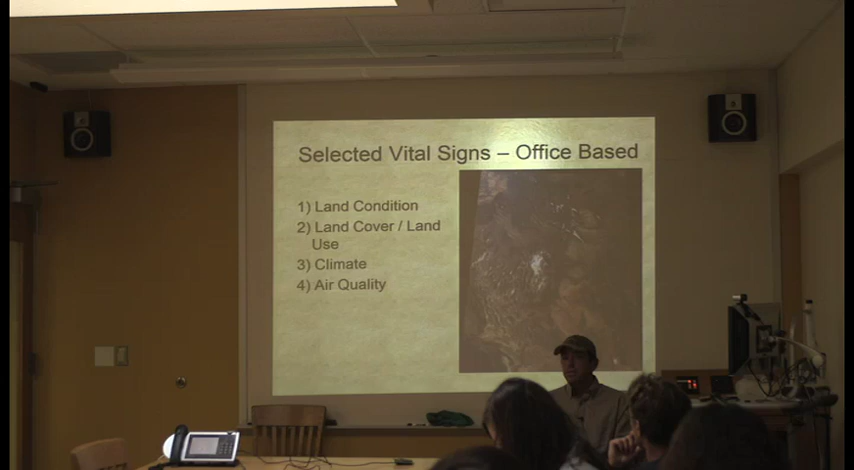 Selected Vital Signs – Office Based
1) Land Condition
2) Land Cover / Land
Use
3) Climate
4) Air Quality